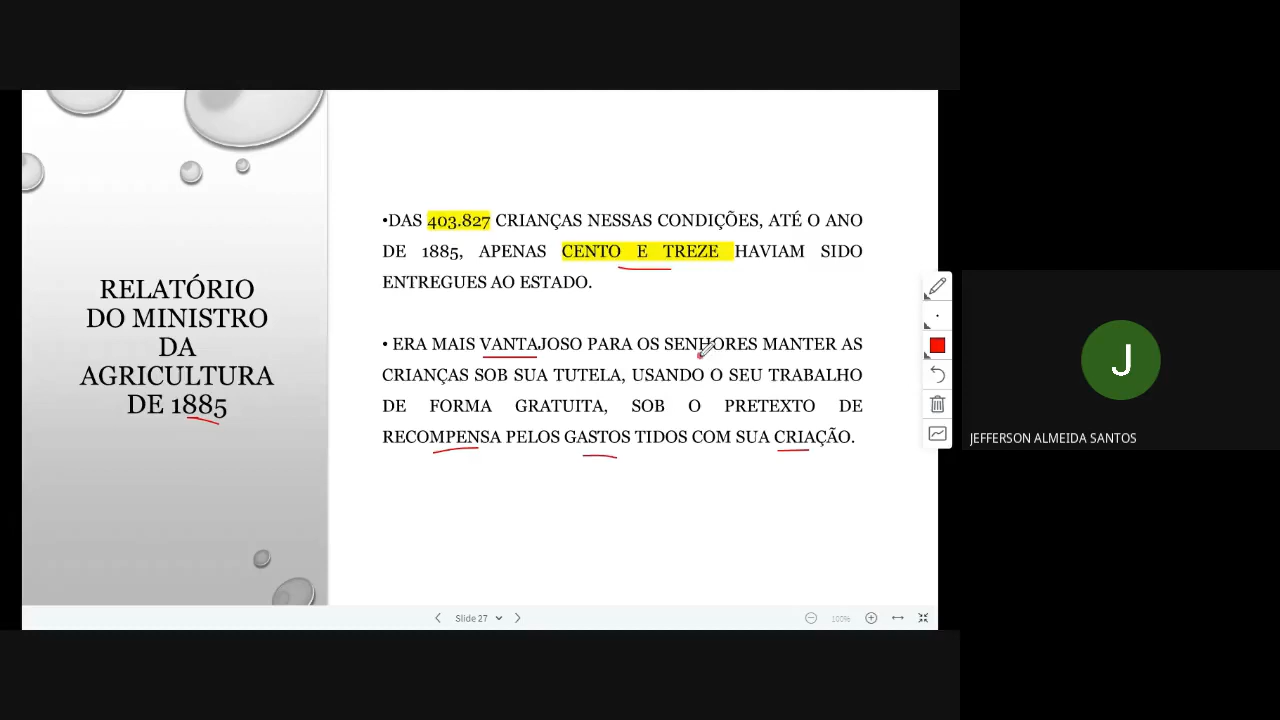 RELATÓRIO
DO MINISTRO
DA
AGRICULTURA
DE 1885
•DAS 403.827 CRIANÇAS NESSAS CONDIÇÕES, ATÉ O ANO
DE 1885, APENAS CENTO E TREZE HAVIAM SIDO
ENTREGUES AO ESTADO.
• ERA MAIS VANTAJOSO PARA OS SENHORES MANTER AS
CRIANÇAS SOB SUA TUTELA, USANDO O SEU TRABALHO
DE FORMA GRATUITA, SOB O PRETEXTO DE
RECOMPENSA PELOS GASTOS TIDOS COM SUA CRIAÇÃO.
Slide 27
100%
J
JEFFERSON ALMEIDA SANTOS